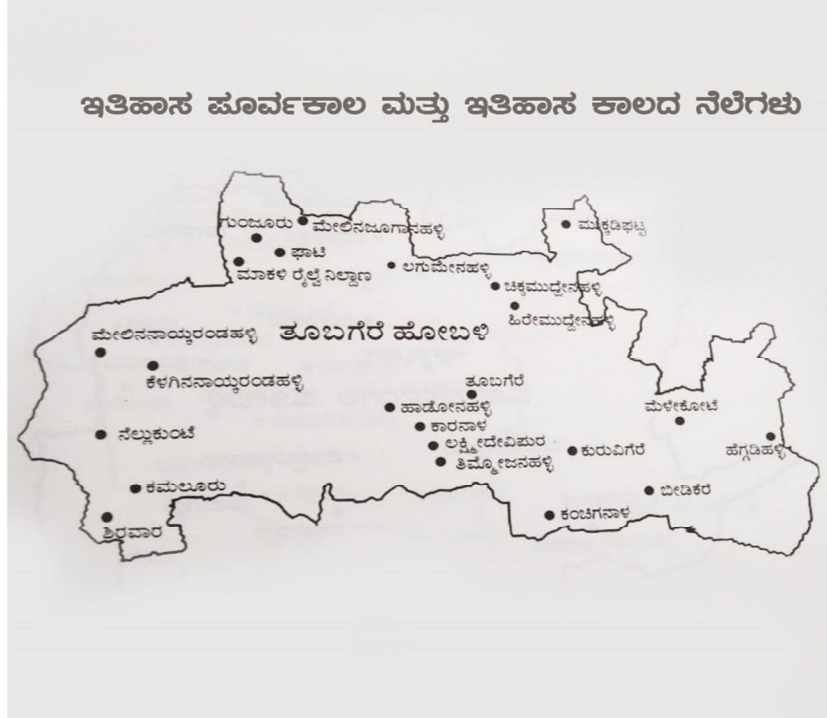 ಇತಿಹಾಸ ಪೂರ್ವಕಾಲ ಮತ್ತು ಇತಿಹಾಸ ಕಾಲದ ನೆಲೆಗಳು
ಗುಂಜೂರು
ಮೇಲಿನಜೂಗಾನಹಳ್ಳಿ
ಮುಕ್ಕಡಿಘಟ್ಟ
ಘಾಟಿ
ಮಾಕಳಿ ರೈಲ್ವೆ ನಿಲ್ದಾಣ
ಲಗುಮೇನಹಳ್ಳಿ
ಚಿಕ್ಕಮುದ್ದೇನಹಳ್ಳಿ
ಹಿರೇಮುದ್ದೇನಹಳ್ಳಿ
ಮೇಲಿನನಾಯ್ಕರಂಡಹಳ್ಳಿ
ತೂಬಗೆರೆ ಹೋಬಳಿ
ಕೆಳಗಿನನಾಯ್ಕರಂಡಹಳ್ಳಿ
ತೂಬಗೆರೆ
ಹಾಡೋನಹಳ್ಳಿ
ಮೆಳೇಕೋಟೆ
ಕಾರನಾಳ
ನೆಲ್ಲುಕುಂಟೆ
ಲಕ್ಷ್ಮೀದೇವಿಪುರ
ಕುರುವಿಗೆರೆ
ಹೆಗ್ಗಡಿಹಳ್ಳಿ
ತಿಮ್ಮೋಜನಹಳ್ಳಿ
ಕಮಲೂರು
ಬೀಡಿಕೆರೆ
ಕಂಚಿಗನಾಳ
ಶಿರವಾರ